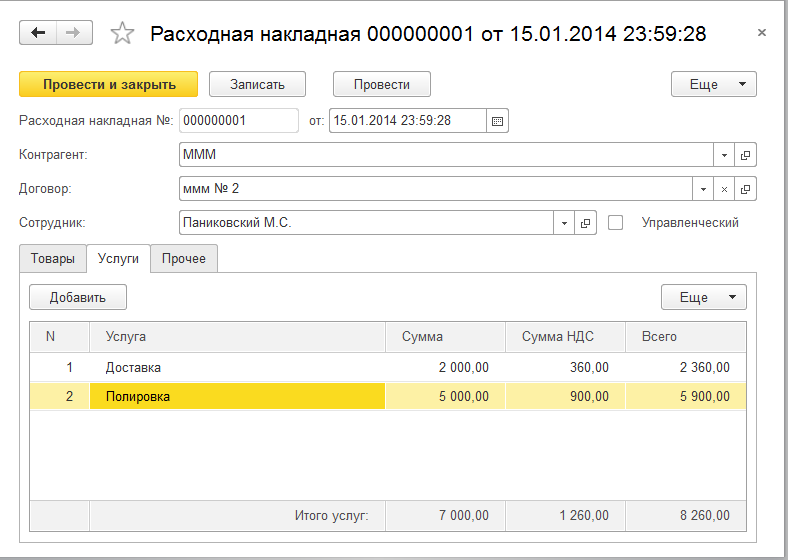 Расходная накладная 000000001 от 15.01.2014 23:59:28
Провести и закрыть Записать Провести Еще
Расходная накладная №: 000000001 от: 15.01.2014 23:59:28
Контрагент: МММ
Договор: ммм № 2
Сотрудник: Паниковский М.С. Управленческий
Товары Услуги Прочее
Добавить Еще
N Услуга Сумма Сумма НДС Всего
1 Доставка 2 000,00 360,00 2 360,00
2 Полировка 5 000,00 900,00 5 900,00
Итого услуг: 7 000,00 1 260,00 8 260,00